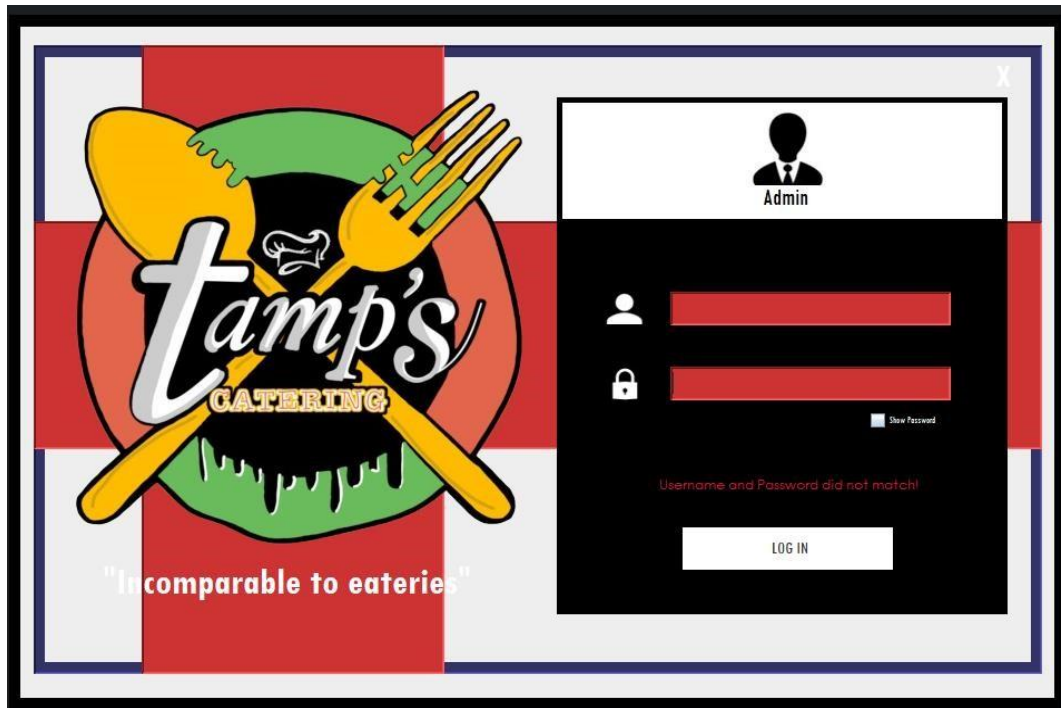 X
Admin
tamp's
CATERING
Show Password
Username and Password did not match!
LOG IN
"Incomparable to eateries"